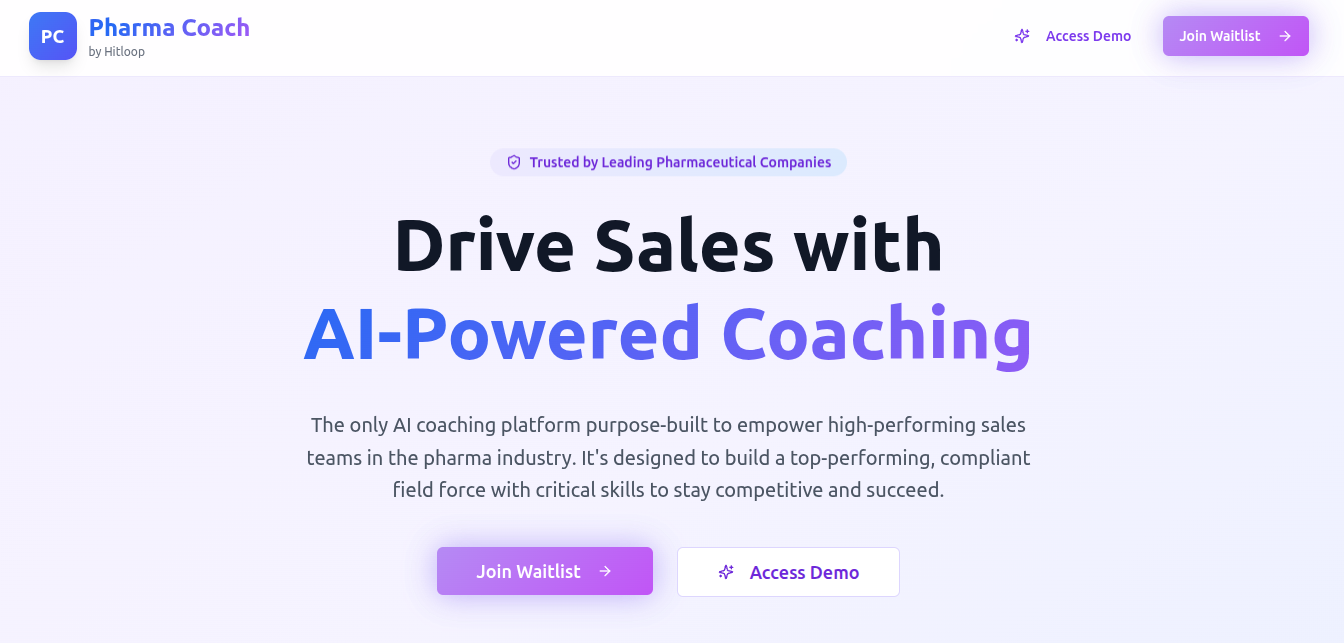 PC
Pharma Coach
by Hitloop
Access Demo
Join Waitlist
Trusted by Leading Pharmaceutical Companies
Drive Sales with
AI-Powered Coaching
The only AI coaching platform purpose-built to empower high-performing sales
teams in the pharma industry. It's designed to build a top-performing, compliant
field force with critical skills to stay competitive and succeed.
Join Waitlist
Access Demo